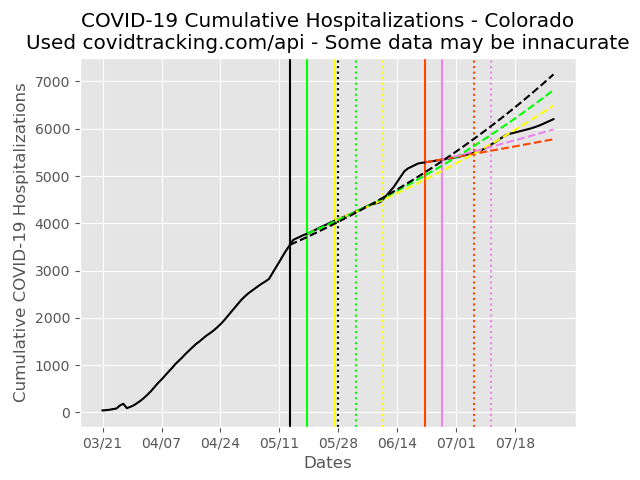 COVID-19 Cumulative Hospitalizations - Colorado
Used covidtracking.com/api - Some data may be innacurate
Cumulative COVID-19 Hospitalizations
7000
6000
5000
4000
3000
2000
1000
0
03/21 04/07 04/24 05/11 05/28 06/14 07/01 07/18
Dates